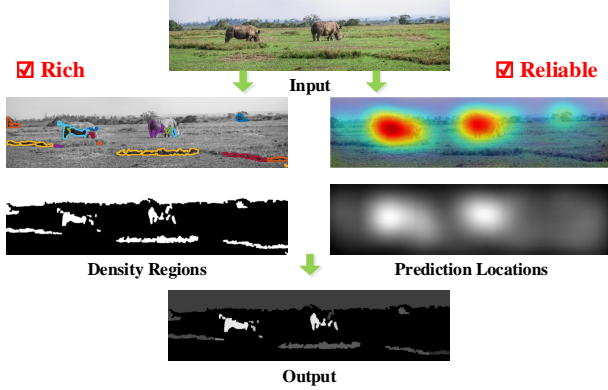 ☑ Rich
☑ Reliable
Input
Density Regions
Prediction Locations
Output